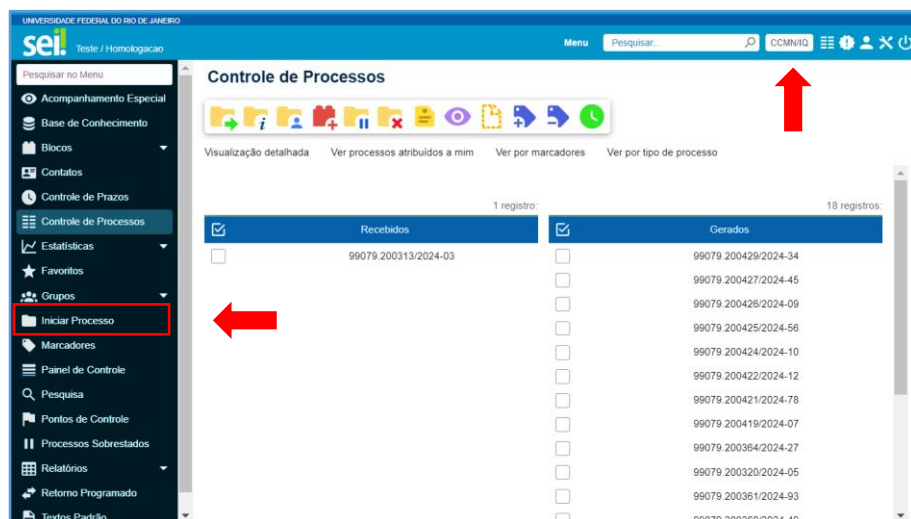 UNIVERSIDADE FEDERAL DO RIO DE JANEIRO
sei! Teste / Homologacao
Menu
Pesquisar...
CCMN/IQ
Pesquisar no Menu
Acompanhamento Especial
Base de Conhecimento
Blocos
Contatos
Controle de Prazos
Controle de Processos
Estatísticas
Favoritos
Grupos
Iniciar Processo
Marcadores
Painel de Controle
Pesquisa
Pontos de Controle
Processos Sobrestados
Relatórios
Retorno Programado
Textos Padrão
Controle de Processos
Visualização detalhada Ver processos atribuídos a mim Ver por marcadores Ver por tipo de processo
1 registro:
Recebidos
99079.200313/2024-03
18 registros:
Gerados
99079.200429/2024-34
99079.200427/2024-45
99079.200426/2024-09
99079.200425/2024-56
99079.200424/2024-10
99079.200422/2024-12
99079.200421/2024-78
99079.200419/2024-07
99079.200364/2024-27
99079.200320/2024-05
99079.200361/2024-93